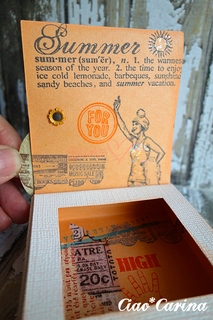 Summer
sum·mer (sum'ər), n. 1. the warmest
season of the year. 2. the time to enjoy
ice cold lemonade, barbeques, sunshine
sandy beaches, and summer vacation.
FOR
YOU
ATRE
20c
HIGH
Ciao*Carina